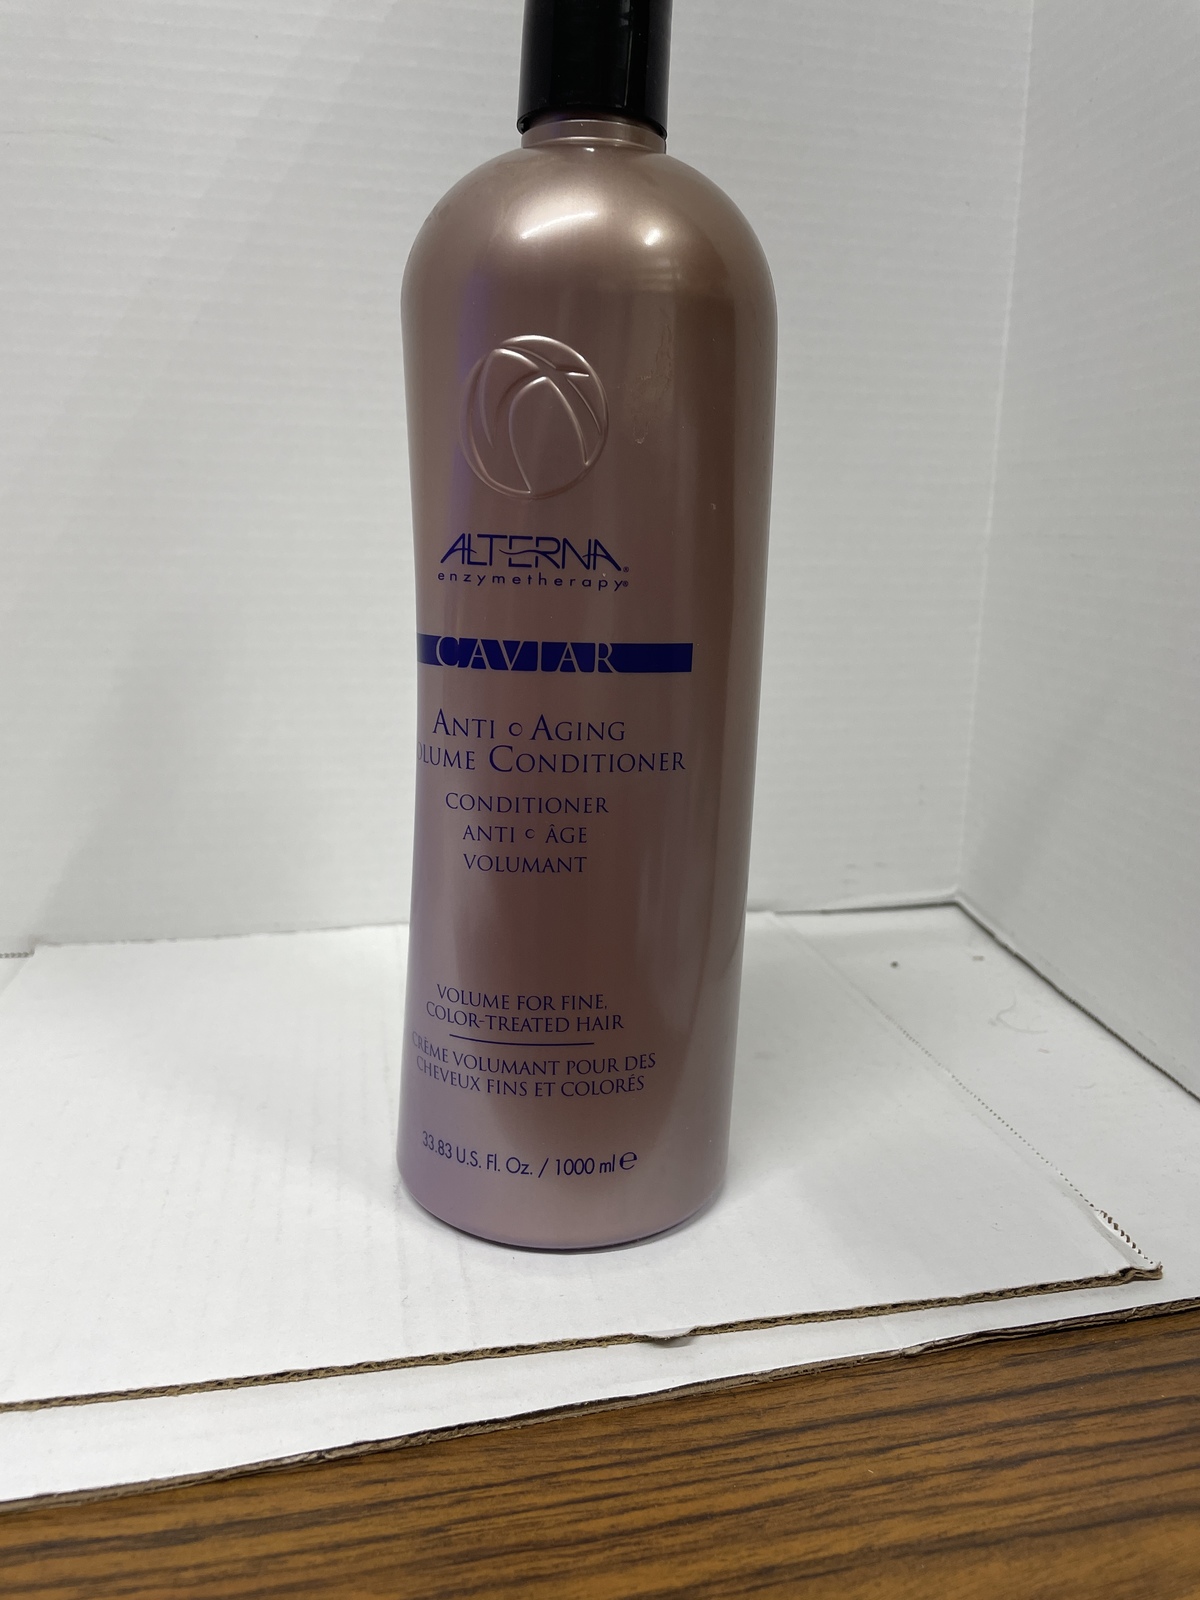 ALTERNA®
enzymetherapy®
CAVIAR
ANTI © AGING
OLUME CONDITIONER
CONDITIONER
ANTI © ÂGE
VOLUMANT
VOLUME FOR FINE,
COLOR-TREATED HAIR
CRÈME VOLUMANT POUR DES
CHEVEUX FINS ET COLORÉS
33.83 U.S. Fl. Oz. / 1000 ml ℮